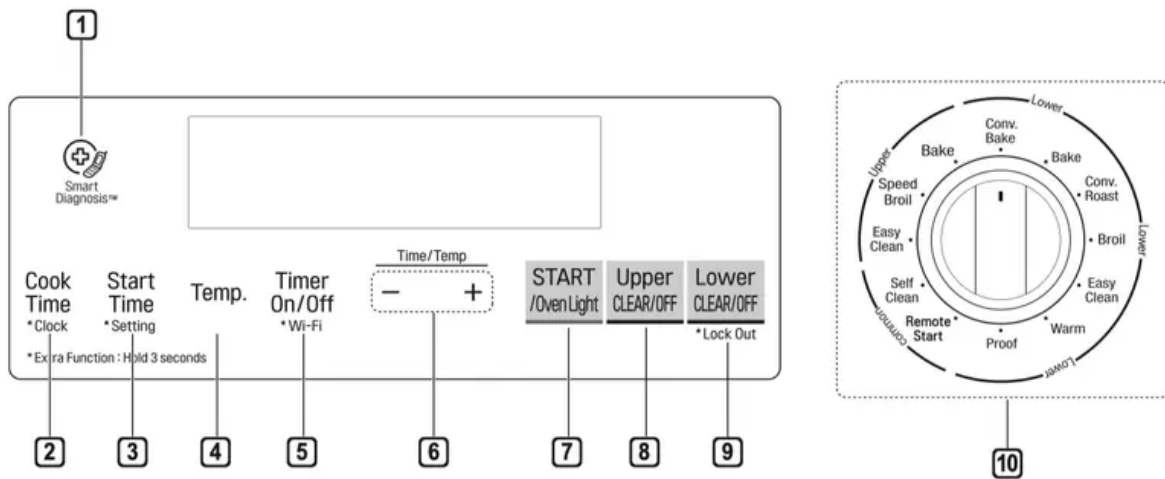 1
Smart
Diagnosis™
Time/Temp
− +
Cook
Time
*Clock
Start
Time
*Setting
Temp.
Timer
On/Off
*Wi-Fi
START
/Oven Light
Upper
CLEAR/OFF
Lower
CLEAR/OFF
*Lock Out
*Extra Function : Hold 3 seconds
2
3
4
5
6
7
8
9
Lower
Conv.
Bake
Bake
Conv.
Roast
Lower
Broil
Easy
Clean
Warm
Lower
Proof
Remote
Start
common
Self
Clean
Easy
Clean
Speed
Broil
Upper
Bake
10